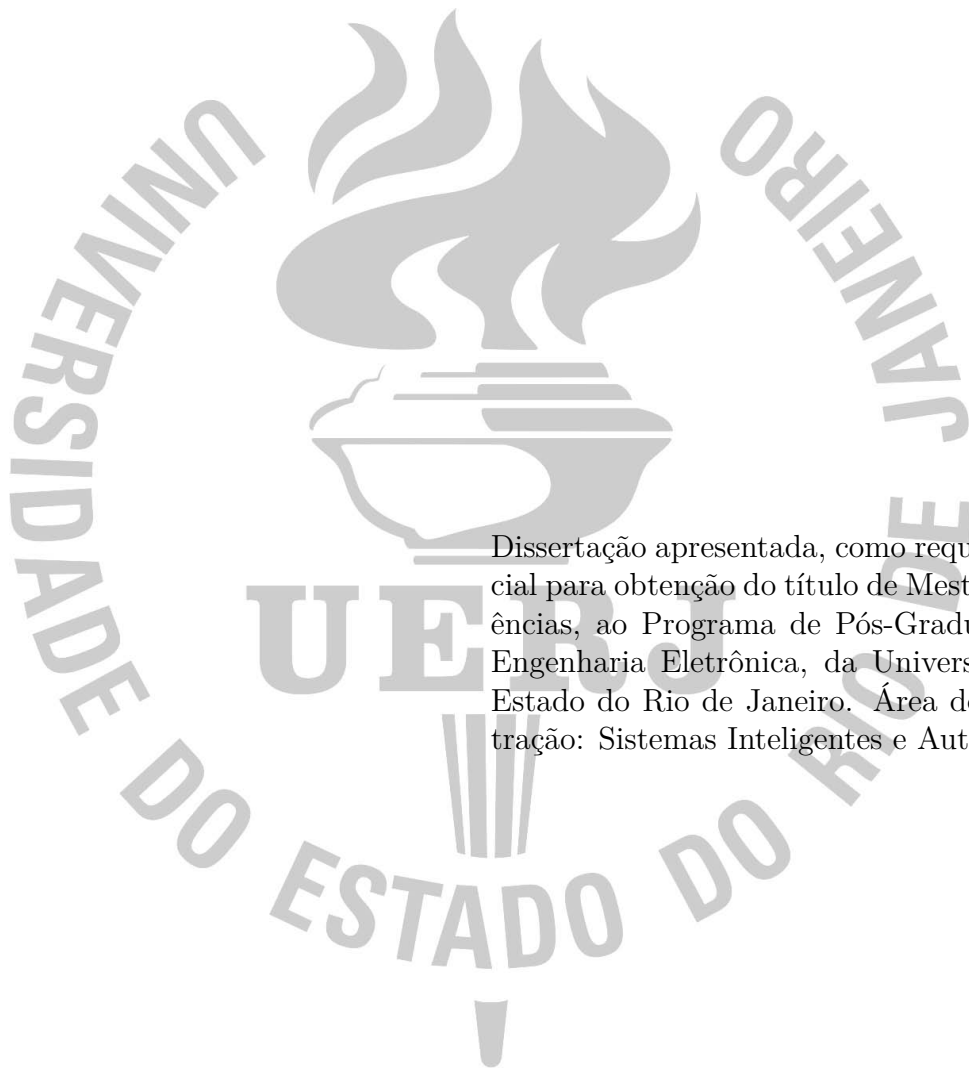 UNIVERSIDADE DO ESTADO DO RIO DE JANEIRO
UERJ
Dissertação apresentada, como requ
cial para obtenção do título de Mest
ências, ao Programa de Pós-Gradu
Engenharia Eletrônica, da Univers
Estado do Rio de Janeiro. Área de
tração: Sistemas Inteligentes e Aut